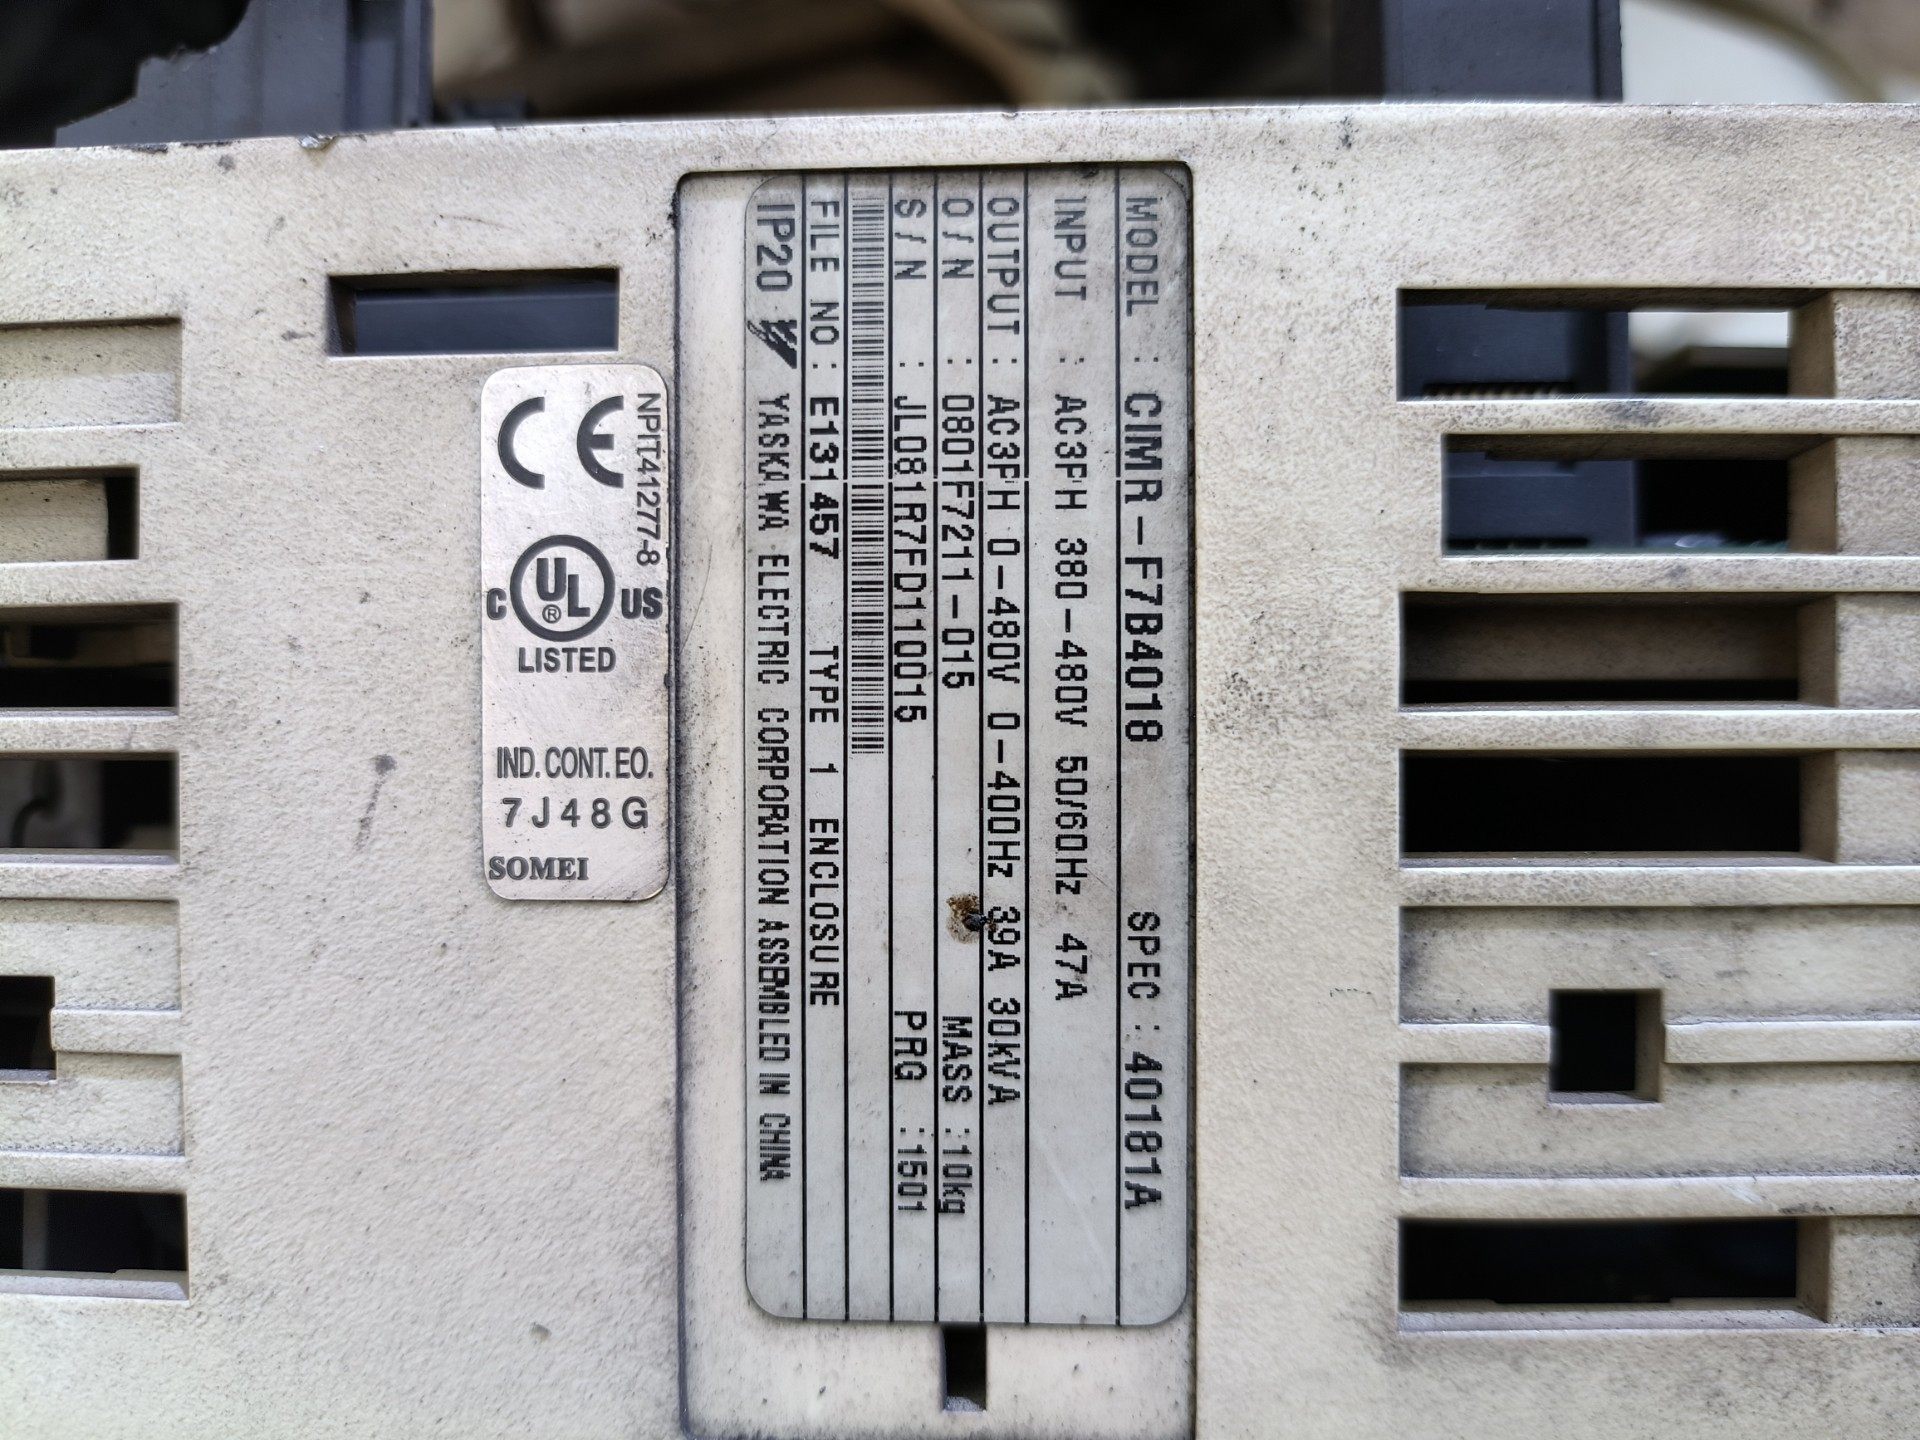 MODEL : CIMR-F7B4018 SPEC : 40181A
INPUT : AC3PH 380-480V 50/60Hz 47A
OUTPUT : AC3PH 0-480V 0-400Hz 39A 30kVA
O/N : 0801F7211-015 MASS : 10kg
S/N : JL081R7FD110015 PRG : 1501
FILE NO : E131457 TYPE 1 ENCLOSURE
IP20 YASKAWA ELECTRIC CORPORATION ASSEMBLED IN CHINA
CE
NPIT41277-8
C UL ® US
LISTED
IND. CONT. EQ.
7J48G
SOMEI